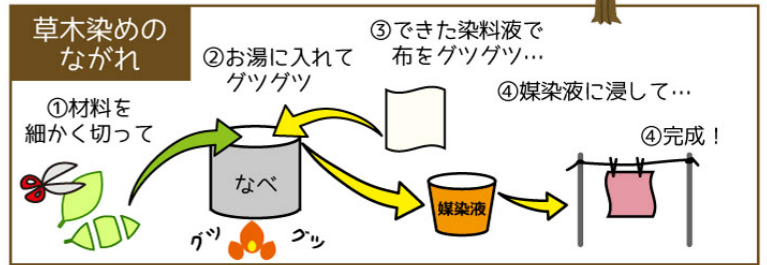 草木染めの
ながれ
①材料を
細かく切って
②お湯に入れて
グツグツ
③できた染料液で
布をグツグツ…
④媒染液に浸して…
④完成！
なべ
グツ
グツ
媒染液